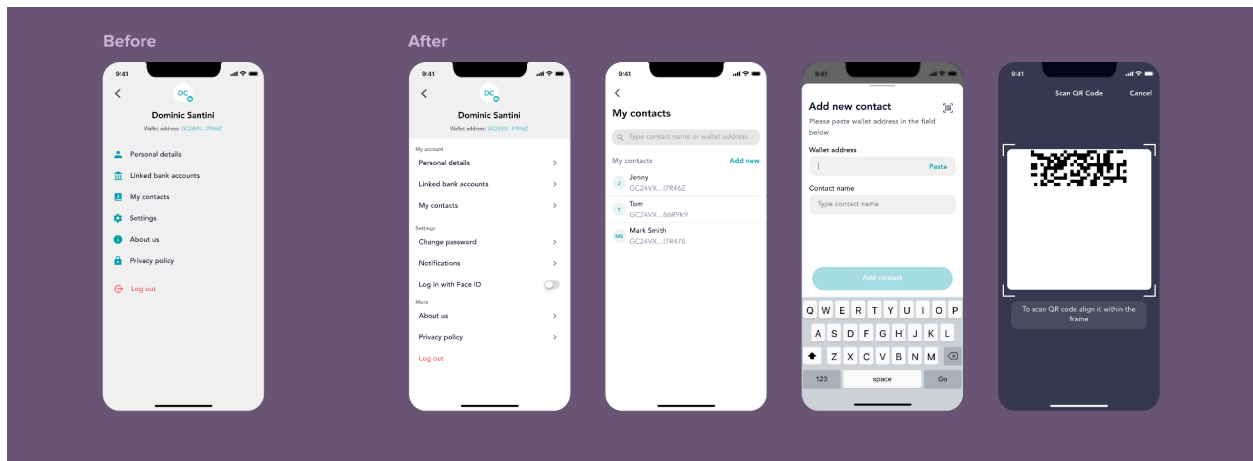 Before
9:41
DC
Dominic Santini
Wallet address: GC24VX...I7R46Z
Personal details
Linked bank accounts
My contacts
Settings
About us
Privacy policy
Log out
After
9:41
DC
Dominic Santini
Wallet address: GC24VX...I7R46Z
My account
Personal details
Linked bank accounts
My contacts
Settings
Change password
Notifications
Log in with Face ID
More
About us
Privacy policy
Log out
9:41
My contacts
Type contact name or wallet address
My contacts Add new
J Jenny
GC24VX...I7R46Z
T Tom
GC24VX...86R9K9
MS Mark Smith
GC24VX...I7R478
9:41
Add new contact
Please paste wallet address in the field
below
Wallet address
Paste
Contact name
Type contact name
Add contact
Q W E R T Y U I O P
A S D F G H J K L
Z X C V B N M
123 space Go
9:41
Scan QR Code Cancel
To scan QR code align it within the
frame